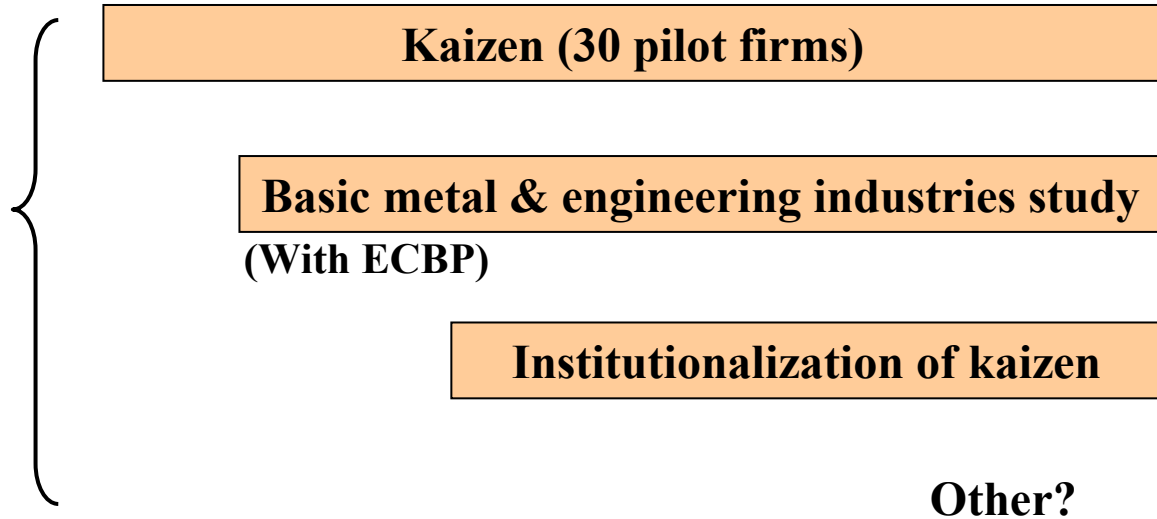 Kaizen (30 pilot firms)
Basic metal & engineering industries study
(With ECBP)
Institutionalization of kaizen
Other?